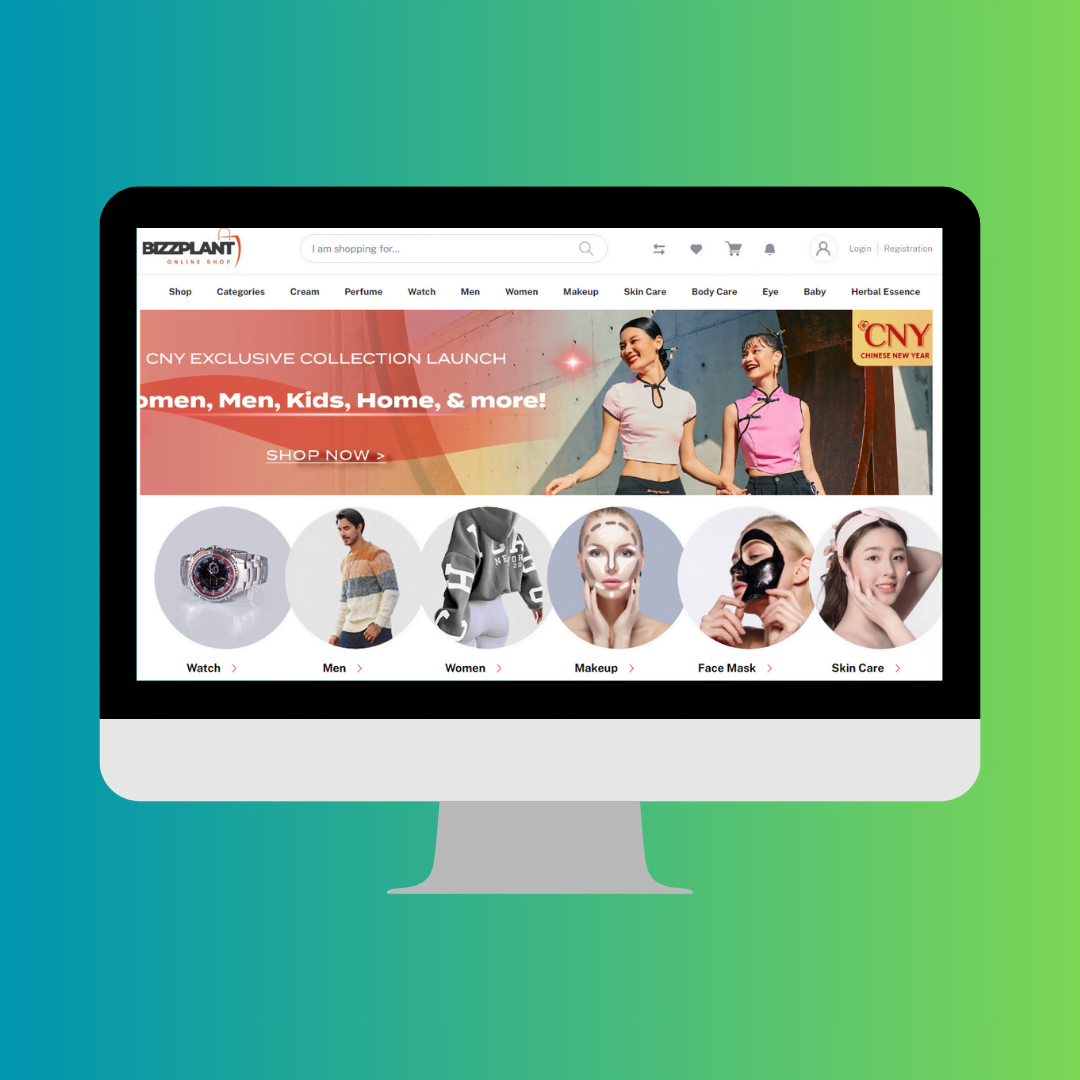 BIZZPLANT
ONLINE SHOP
I am shopping for...
Login Registration
Shop Categories Cream Perfume Watch Men Women Makeup Skin Care Body Care Eye Baby Herbal Essence
CNY EXCLUSIVE COLLECTION LAUNCH
omen, Men, Kids, Home, & more!
SHOP NOW >
CNY
CHINESE NEW YEAR
Watch Men Women Makeup Face Mask Skin Care